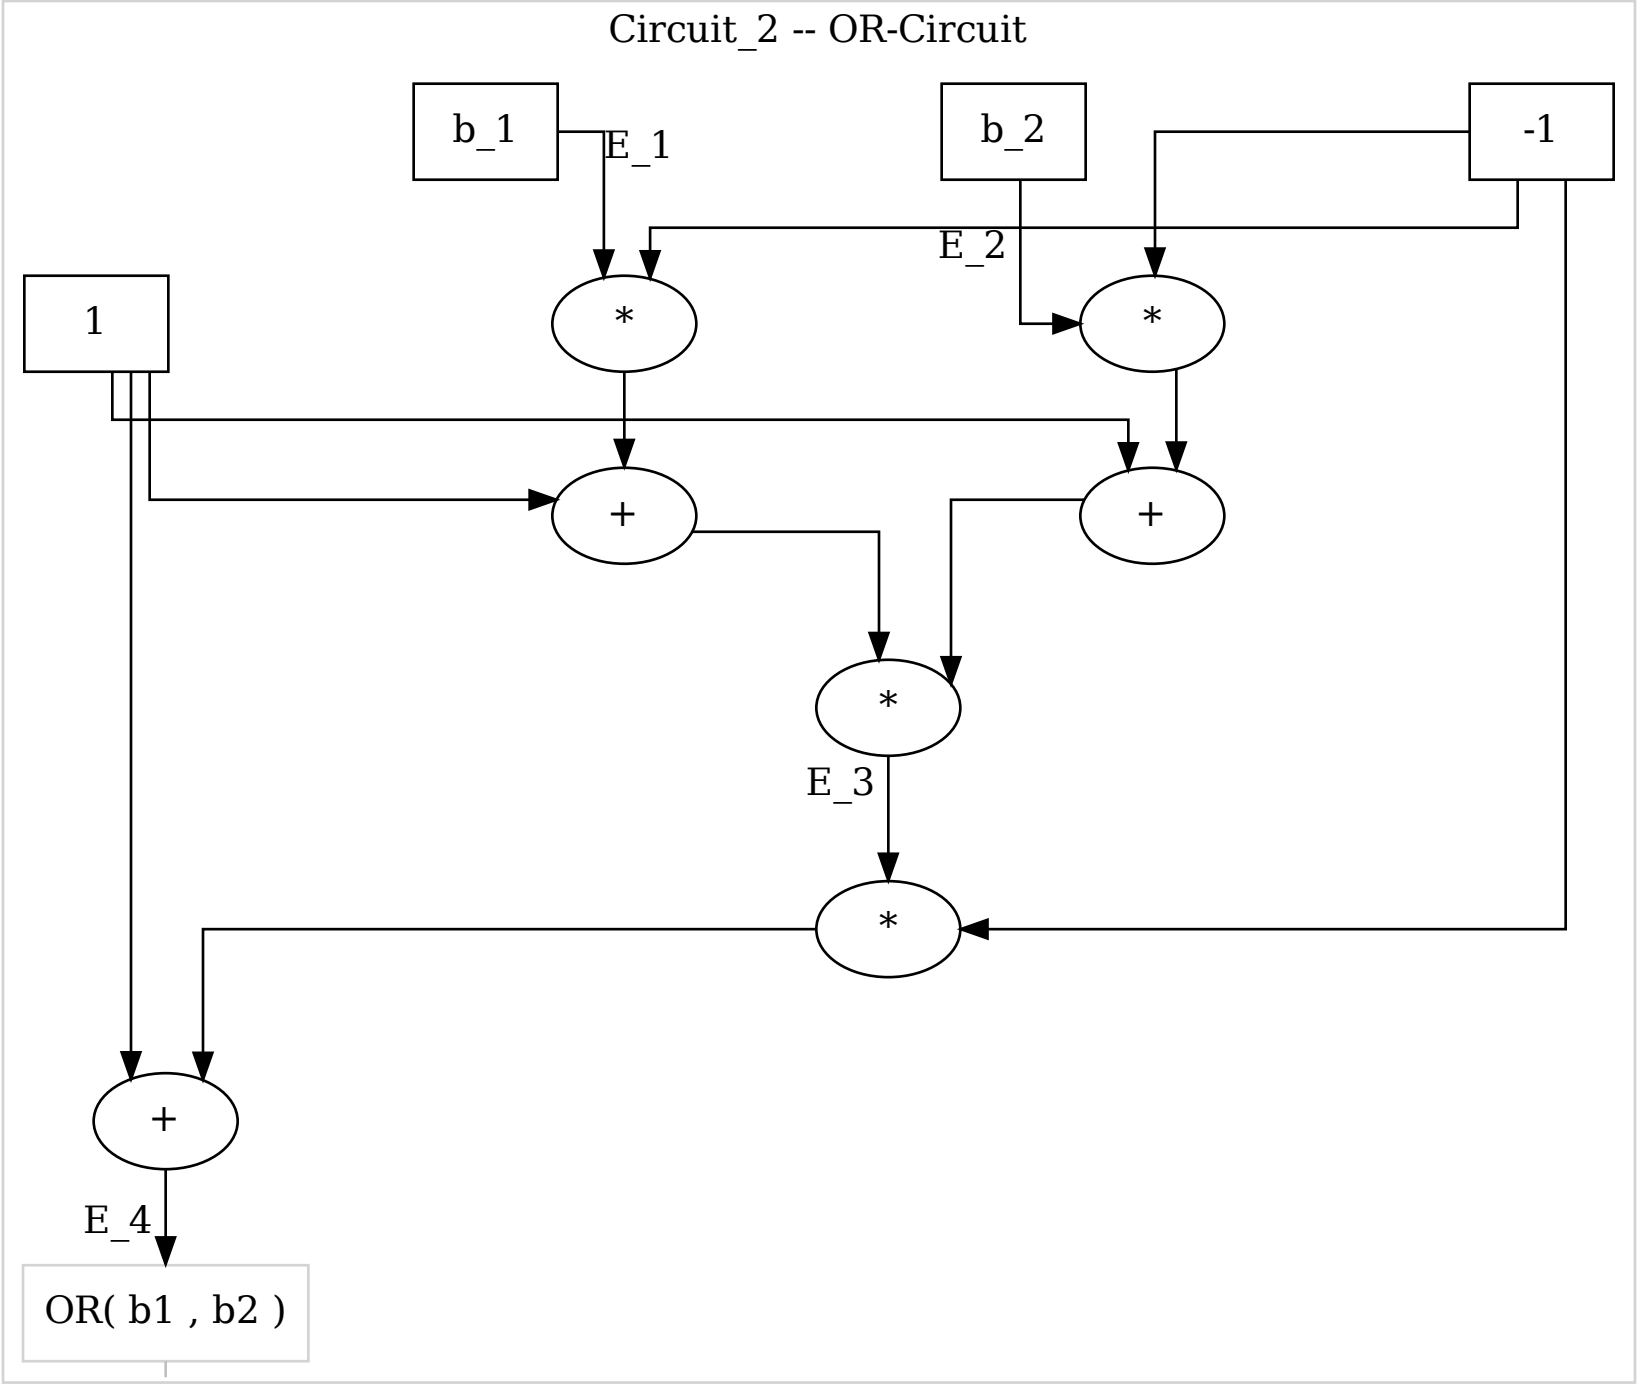 Circuit_2 -- OR-Circuit
b_1
b_2
-1
E_1
E_2
1
*
*
+
+
*
E_3
*
+
E_4
OR( b1 , b2 )